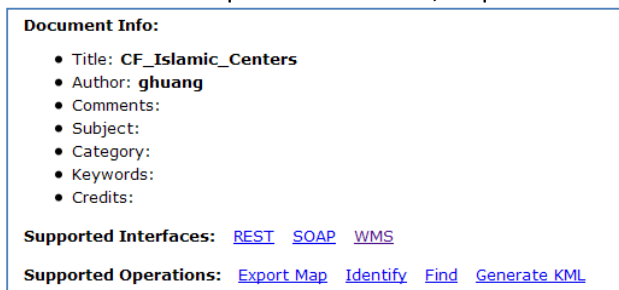 Document Info:
• Title: CF_Islamic_Centers
• Author: ghuang
• Comments:
• Subject:
• Category:
• Keywords:
• Credits:
Supported Interfaces: REST SOAP WMS
Supported Operations: Export Map Identify Find Generate KML